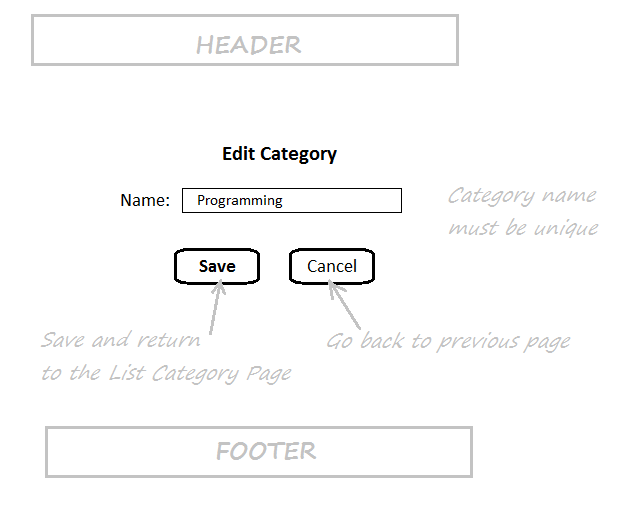 HEADER
Edit Category
Name: Programming
Category name
must be unique
Save Cancel
Save and return
to the List Category Page
Go back to previous page
FOOTER